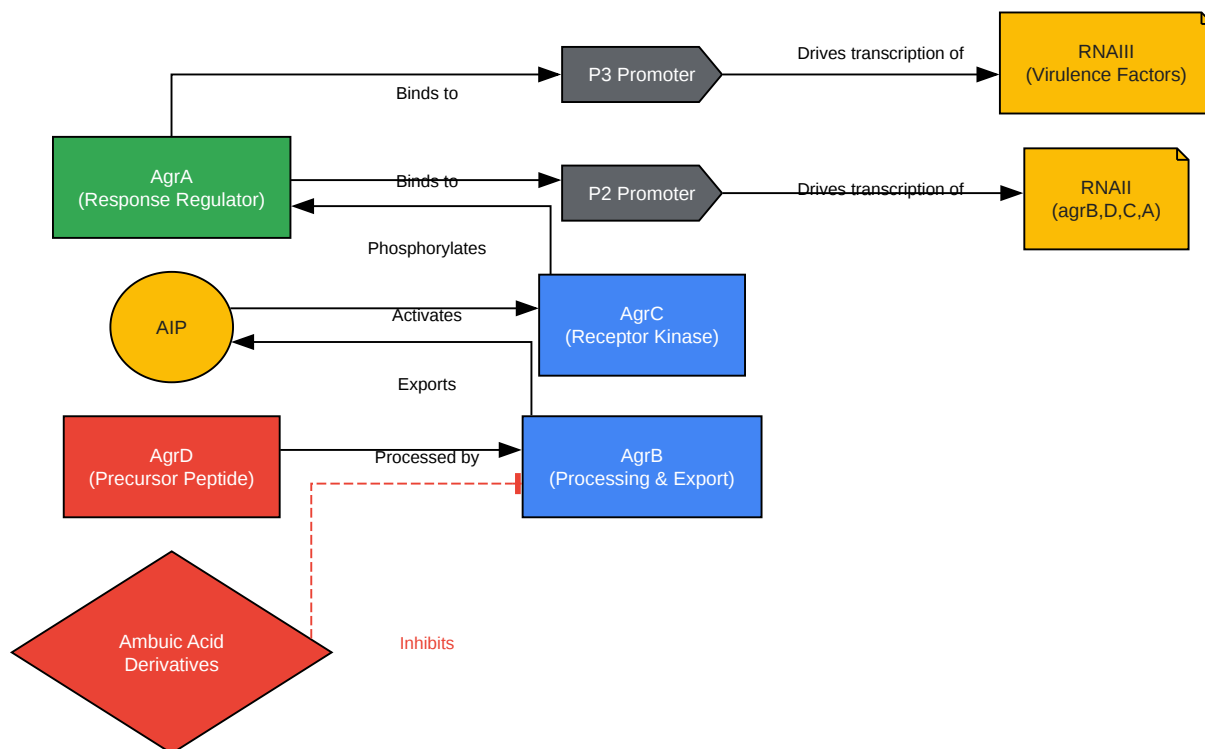 Drives transcription of
RNAIII
(Virulence Factors)
P3 Promoter
Binds to
AgrA
(Response Regulator)
Binds to
P2 Promoter
Drives transcription of
RNAII
(agrB,D,C,A)
Phosphorylates
AIP
Activates
AgrC
(Receptor Kinase)
Exports
AgrD
(Precursor Peptide)
Processed by
AgrB
(Processing & Export)
Ambuic Acid
Derivatives
Inhibits